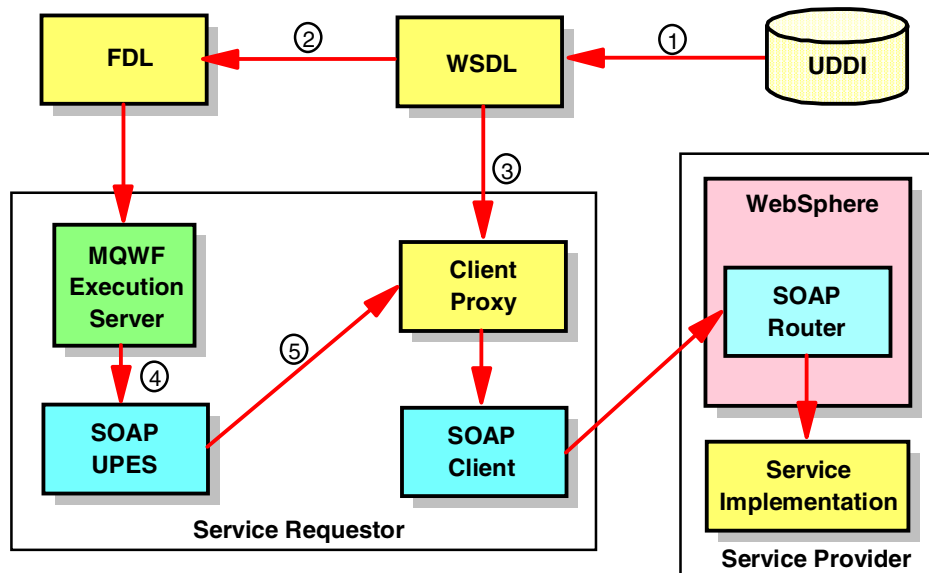 FDL
②
WSDL
①
UDDI
③
WebSphere
MQWF
Execution
Server
Client
Proxy
SOAP
Router
⑤
④
SOAP
UPES
SOAP
Client
Service
Implementation
Service Requestor
Service Provider